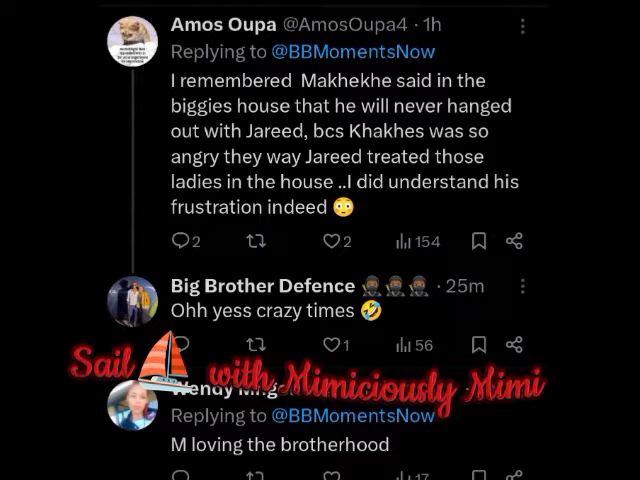 Amos Oupa @AmosOupa4 · 1h
Replying to @BBMomentsNow
I remembered Makhekhe said in the
biggies house that he will never hanged
out with Jareed, bcs Khakhes was so
angry they way Jareed treated those
ladies in the house ..I did understand his
frustration indeed 😳
2 2 154
Big Brother Defence 🥷🏾🥷🏾🥷🏾 · 25m
Ohh yess crazy times 🤣
1 56
Sail with Mimiciously Mimi
Wendy
Replying to @BBMomentsNow
M loving the brotherhood
17